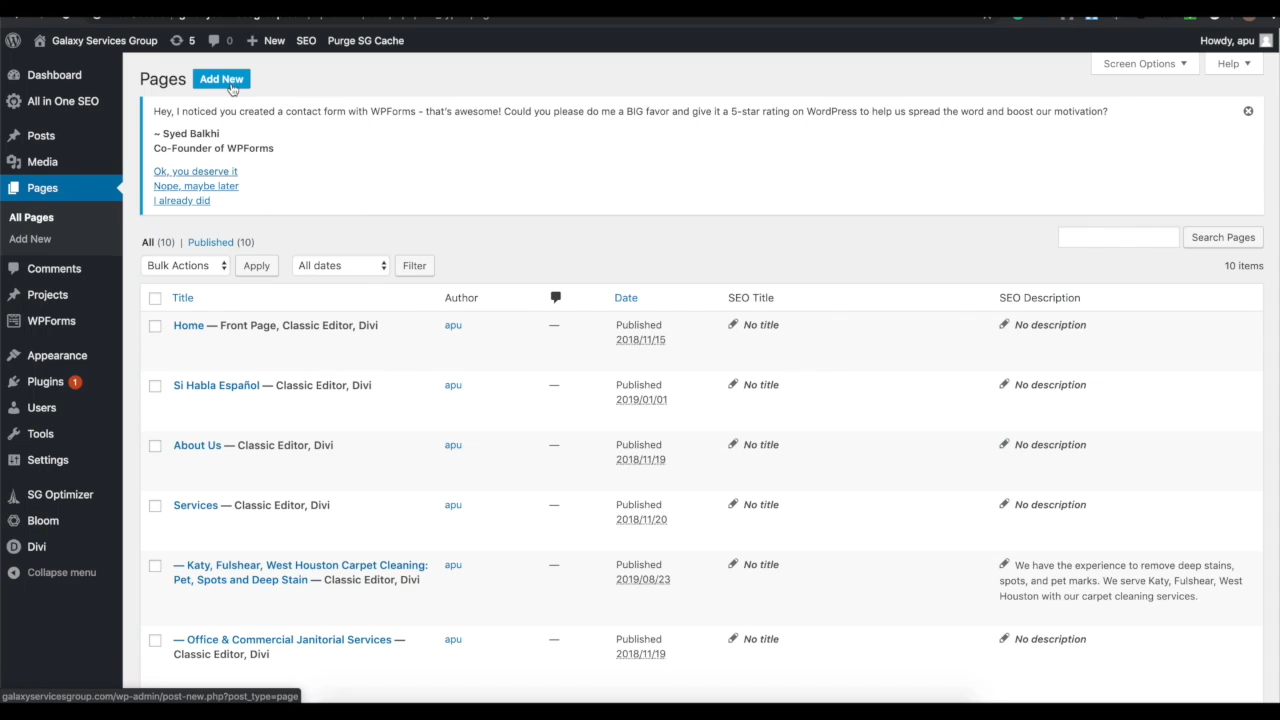 Galaxy Services Group 5 0 New SEO Purge SG Cache Howdy, apu
Dashboard
All in One SEO
Posts
Media
Pages
All Pages
Add New
Comments
Projects
WPForms
Appearance
Plugins 1
Users
Tools
Settings
SG Optimizer
Bloom
Divi
Collapse menu
Screen Options Help
Pages Add New
Hey, I noticed you created a contact form with WPForms - that's awesome! Could you please do me a BIG favor and give it a 5-star rating on WordPress to help us spread the word and boost our motivation?
~ Syed Balkhi
Co-Founder of WPForms
Ok, you deserve it
Nope, maybe later
I already did
All (10) | Published (10)
Search Pages
Bulk Actions Apply All dates Filter 10 items
Title Author Date SEO Title SEO Description
Home — Front Page, Classic Editor, Divi apu — Published No title No description
2018/11/15
Si Habla Español — Classic Editor, Divi apu — Published No title No description
2019/01/01
About Us — Classic Editor, Divi apu — Published No title No description
2018/11/19
Services — Classic Editor, Divi apu — Published No title No description
2018/11/20
— Katy, Fulshear, West Houston Carpet Cleaning: apu — Published No title We have the experience to remove deep stains,
Pet, Spots and Deep Stain — Classic Editor, Divi 2019/08/23 spots, and pet marks. We serve Katy, Fulshear, West
Houston with our carpet cleaning services.
— Office & Commercial Janitorial Services — apu — Published No title No description
Classic Editor, Divi 2018/11/19
galaxyservicesgroup.com/wp-admin/post-new.php?post_type=page